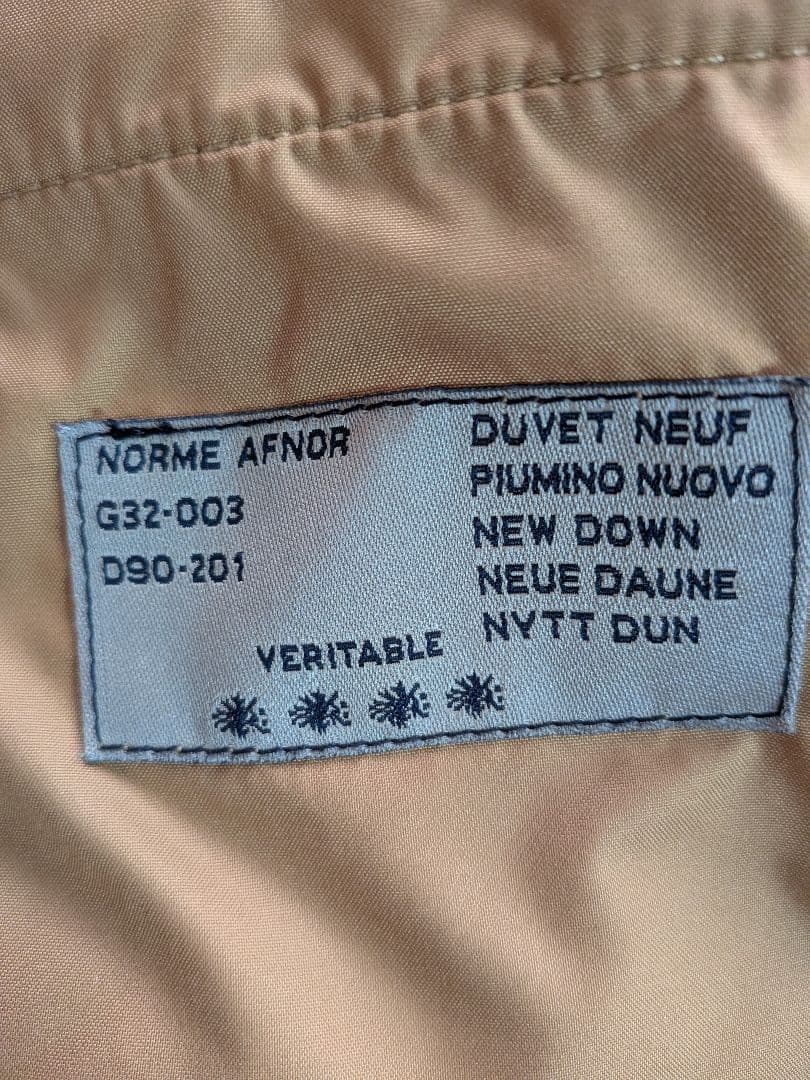 NORME AFNOR
G32-003
D90-201
DUVET NEUF
PIUMINO NUOVO
NEW DOWN
NEUE DAUNE
NYTT DUN
VERITABLE